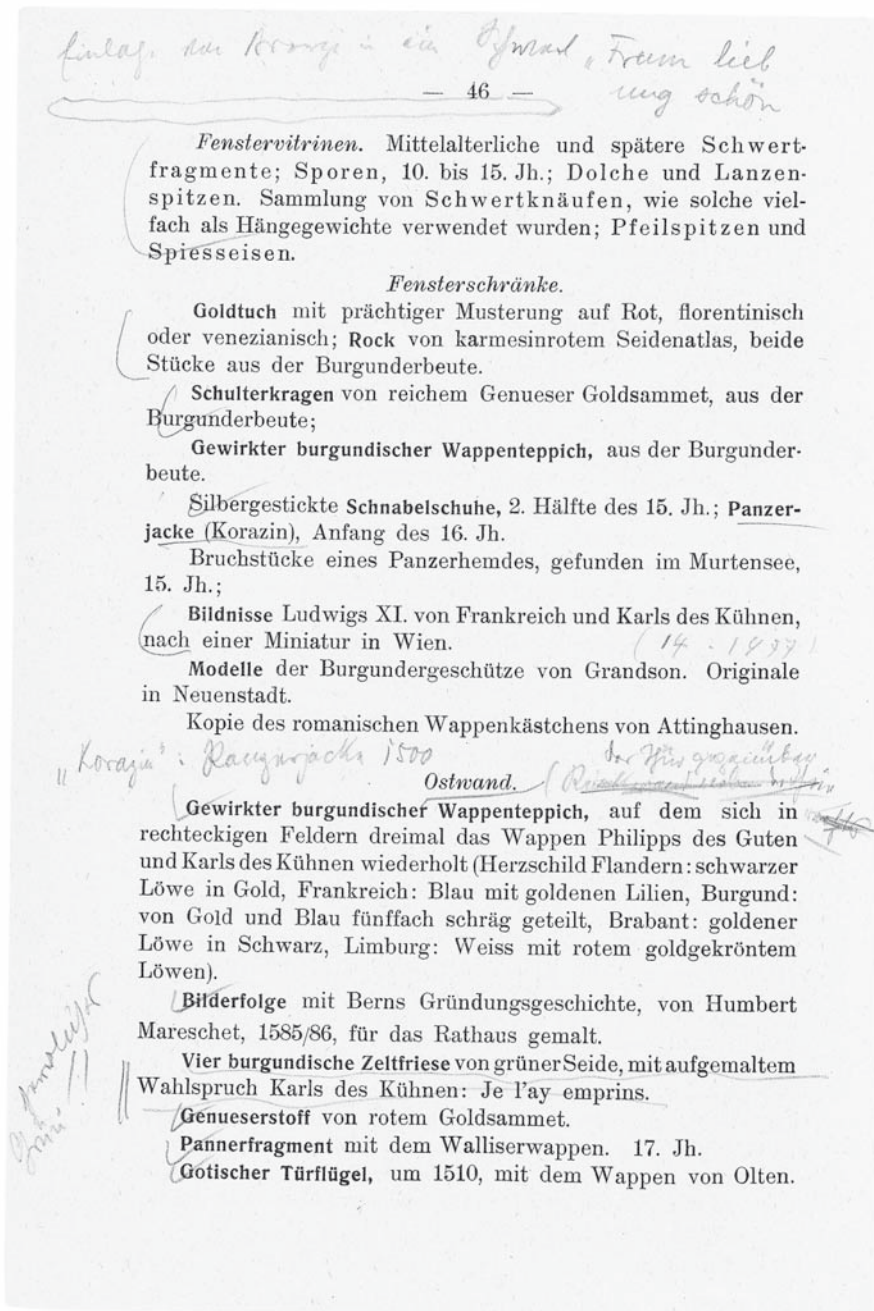 „Fraun lieb
— 46 —
ung schön
Fenstervitrinen. Mittelalterliche und spätere Schwert-
fragmente; Sporen, 10. bis 15. Jh.; Dolche und Lanzen-
spitzen. Sammlung von Schwertknäufen, wie solche viel-
fach als Hängegewichte verwendet wurden; Pfeilspitzen und
Spiesseisen.
Fensterschränke.
Goldtuch mit prächtiger Musterung auf Rot, florentinisch
oder venezianisch; Rock von karmesinrotem Seidenatlas, beide
Stücke aus der Burgunderbeute.
Schulterkragen von reichem Genueser Goldsammet, aus der
Burgunderbeute;
Gewirkter burgundischer Wappenteppich, aus der Burgunder-
beute.
Silbergestickte Schnabelschuhe, 2. Hälfte des 15. Jh.; Panzer-
jacke (Korazin), Anfang des 16. Jh.
Bruchstücke eines Panzerhemdes, gefunden im Murtensee,
15. Jh.;
Bildnisse Ludwigs XI. von Frankreich und Karls des Kühnen,
nach einer Miniatur in Wien.
Modelle der Burgundergeschütze von Grandson. Originale
in Neuenstadt.
Kopie des romanischen Wappenkästchens von Attinghausen.
„Korazin“: Panzerjacke 1500
Ostwand.
Gewirkter burgundischer Wappenteppich, auf dem sich in
rechteckigen Feldern dreimal das Wappen Philipps des Guten
und Karls des Kühnen wiederholt (Herzschild Flandern: schwarzer
Löwe in Gold, Frankreich: Blau mit goldenen Lilien, Burgund:
von Gold und Blau fünffach schräg geteilt, Brabant: goldener
Löwe in Schwarz, Limburg: Weiss mit rotem goldgekröntem
Löwen).
Bilderfolge mit Berns Gründungsgeschichte, von Humbert
Mareschet, 1585/86, für das Rathaus gemalt.
Vier burgundische Zeltfriese von grüner Seide, mit aufgemaltem
Wahlspruch Karls des Kühnen: Je l'ay emprins.
Genueserstoff von rotem Goldsammet.
Pannerfragment mit dem Walliserwappen. 17. Jh.
Gotischer Türflügel, um 1510, mit dem Wappen von Olten.